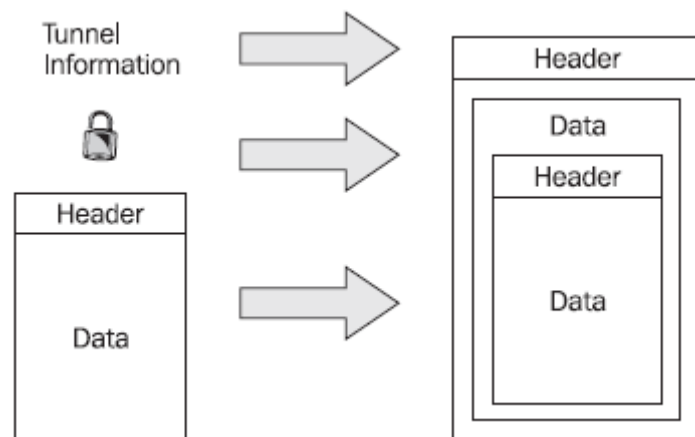 Tunnel
Information
Header
Data
Header
Data
Header
Data